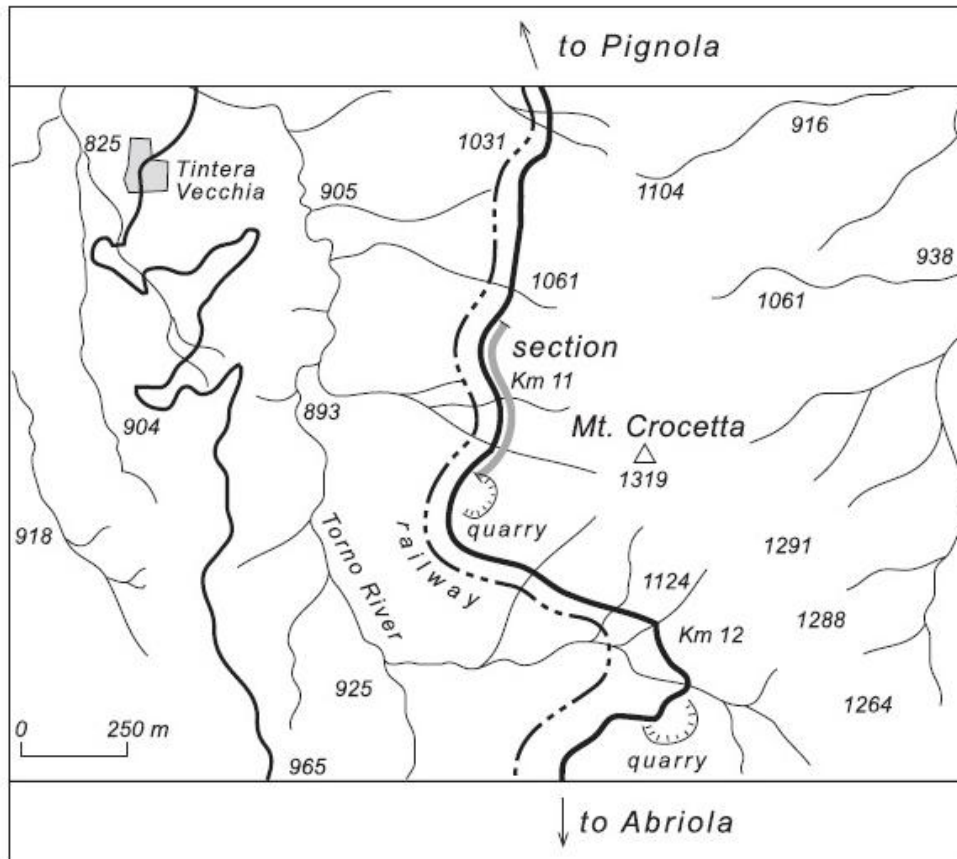 to Pignola
825
Tintera
Vecchia
1031
916
905
1104
938
1061
1061
section
Km 11
893
904
Mt. Crocetta
1319
918
Torno River
railway
quarry
1291
1124
1288
Km 12
925
1264
0 250 m
965
quarry
to Abriola